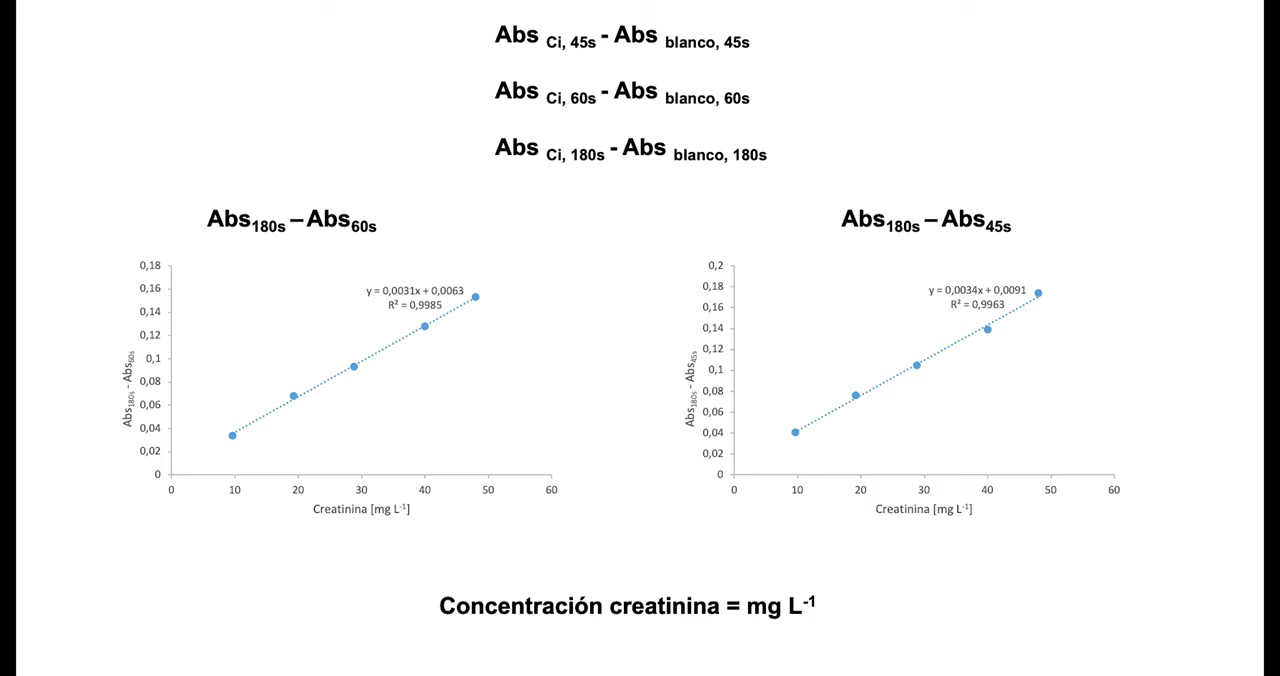 Abs Ci, 45s - Abs blanco, 45s
Abs Ci, 60s - Abs blanco, 60s
Abs Ci, 180s - Abs blanco, 180s
Abs180s – Abs60s
0,18
0,16
0,14
0,12
0,1
0,08
0,06
0,04
0,02
0
Abs180s - Abs60s
y = 0,0031x + 0,0063
R² = 0,9985
0 10 20 30 40 50 60
Creatinina [mg L-1]
Abs180s – Abs45s
0,2
0,18
0,16
0,14
0,12
0,1
0,08
0,06
0,04
0,02
0
Abs180s - Abs45s
y = 0,0034x + 0,0091
R² = 0,9963
0 10 20 30 40 50 60
Creatinina [mg L-1]
Concentración creatinina = mg L-1